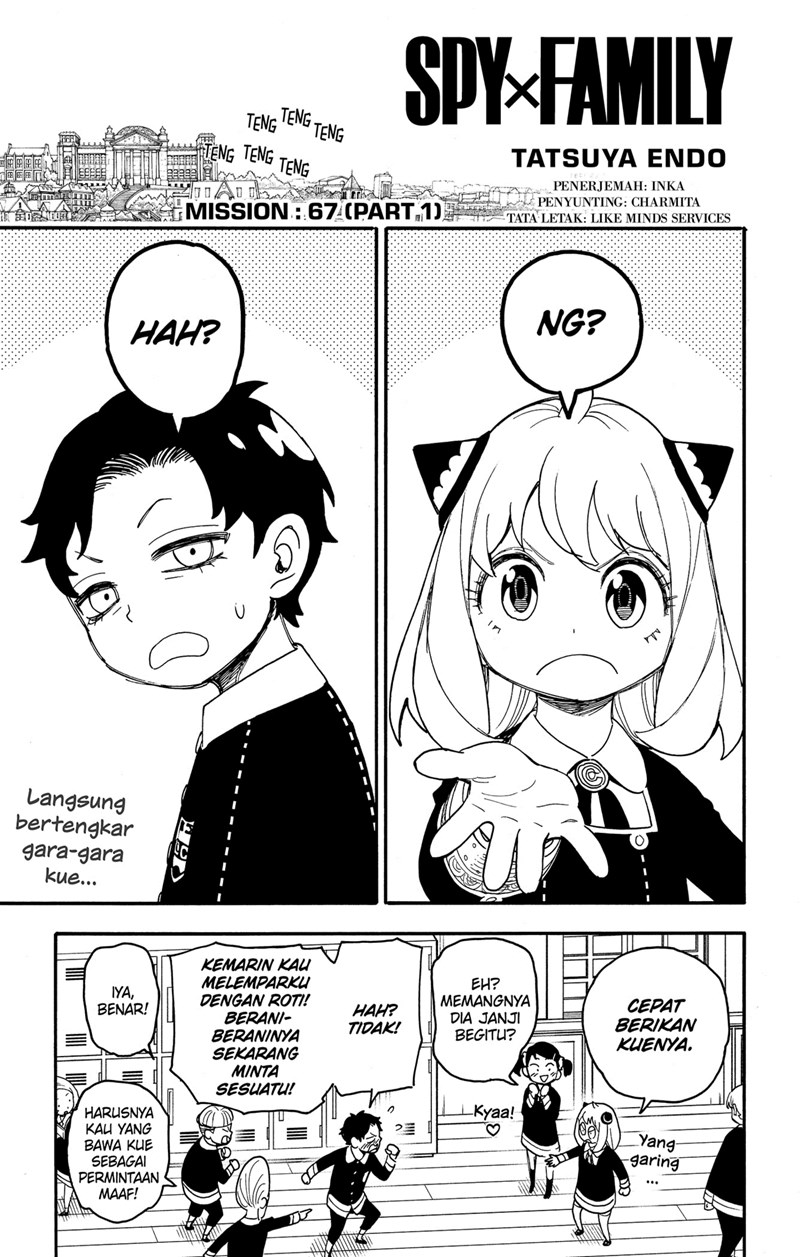 SPY×FAMILY
TATSUYA ENDO
PENERJEMAH: INKA
PENYUNTING: CHARMITA
TATA LETAK: LIKE MINDS SERVICES
TENG TENG TENG
TENG TENG TENG
MISSION : 67 (PART 1)
NG?
HAH?
Langsung
bertengkar
gara-gara
kue...
CEPAT
BERIKAN
KUENYA.
Yang
garing
...
EH?
MEMANGNYA
DIA JANJI
BEGITU?
Kyaa!
♡
HAH?
TIDAK!
KEMARIN KAU
MELEMPARKU
DENGAN ROTI!
BERANI-
BERANINYA
SEKARANG
MINTA
SESUATU!
IYA,
BENAR!
HARUSNYA
KAU YANG
BAWA KUE
SEBAGAI
PERMINTAAN
MAAF!